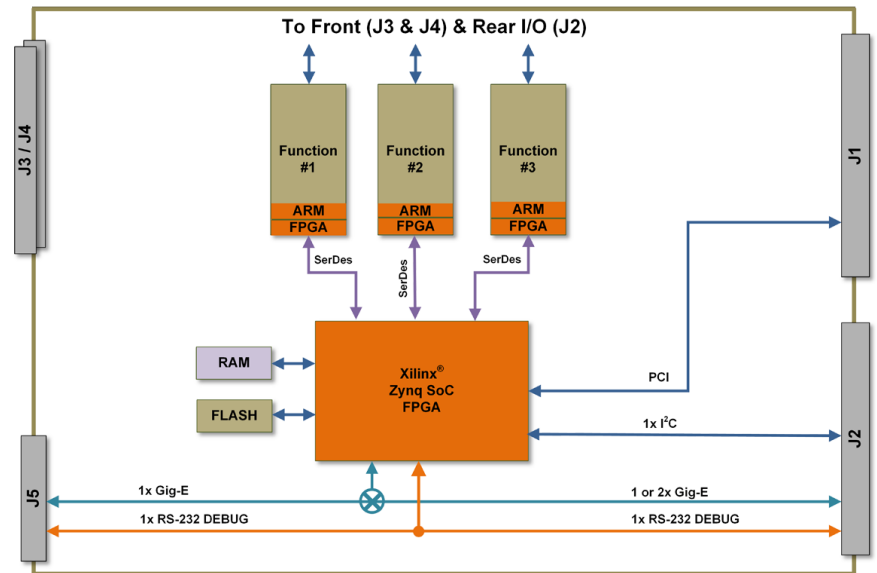 To Front (J3 & J4) & Rear I/O (J2)
J3 / J4
J1
Function
#1
Function
#2
Function
#3
ARM
FPGA
ARM
FPGA
ARM
FPGA
SerDes
SerDes
SerDes
RAM
FLASH
Xilinx®
Zynq SoC
FPGA
PCI
1x I²C
J2
J5
1x Gig-E
1 or 2x Gig-E
1x RS-232 DEBUG
1x RS-232 DEBUG